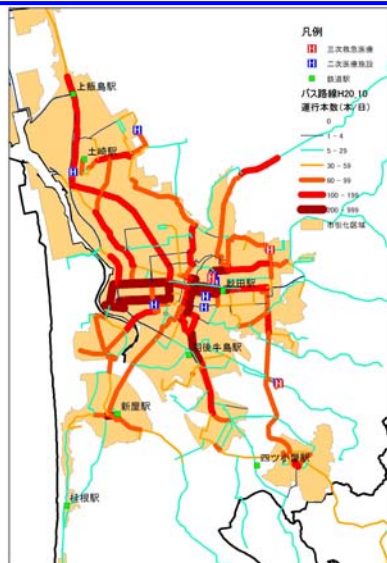 凡例
H 三次救急医療
H 二次医療施設
鉄道駅
バス路線H20.10
運行本数(本/日)
0
1 - 4
5 - 29
30 - 59
60 - 99
100 - 199
200 - 999
市街化区域
上飯島駅
土崎駅
H
H
H
H
秋田駅
H
H
H
羽後牛島駅
H
新屋駅
四ツ小屋駅
桂根駅